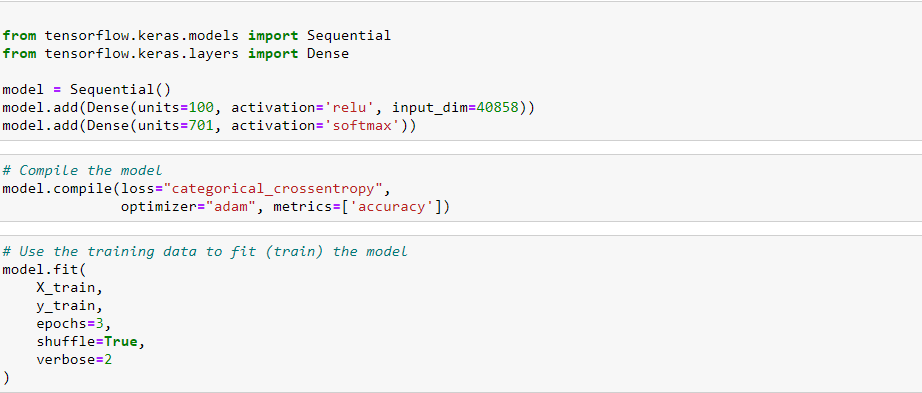 from tensorflow.keras.models import Sequential
from tensorflow.keras.layers import Dense
model = Sequential()
model.add(Dense(units=100, activation='relu', input_dim=40858))
model.add(Dense(units=701, activation='softmax'))
# Compile the model
model.compile(loss="categorical_crossentropy",
optimizer="adam", metrics=['accuracy'])
# Use the training data to fit (train) the model
model.fit(
X_train,
y_train,
epochs=3,
shuffle=True,
verbose=2
)